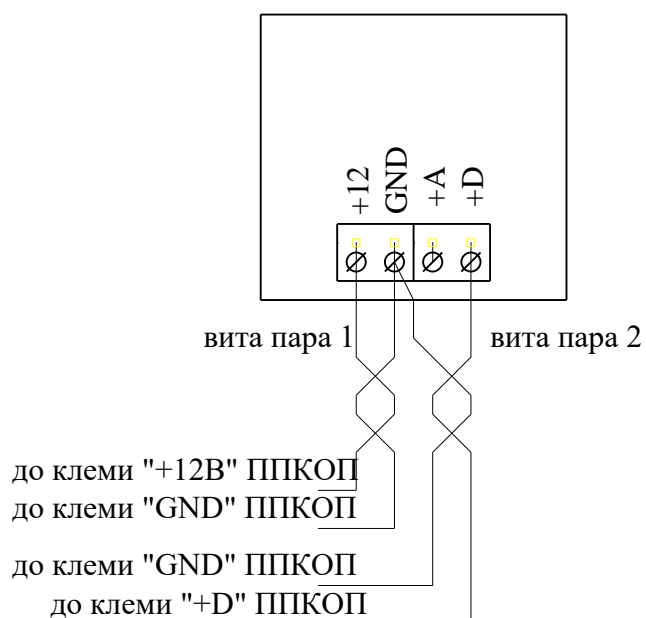 +12
GND
+A
+D
вита пара 1
вита пара 2
до клеми "+12В" ППКОП
до клеми "GND" ППКОП
до клеми "GND" ППКОП
до клеми "+D" ППКОП